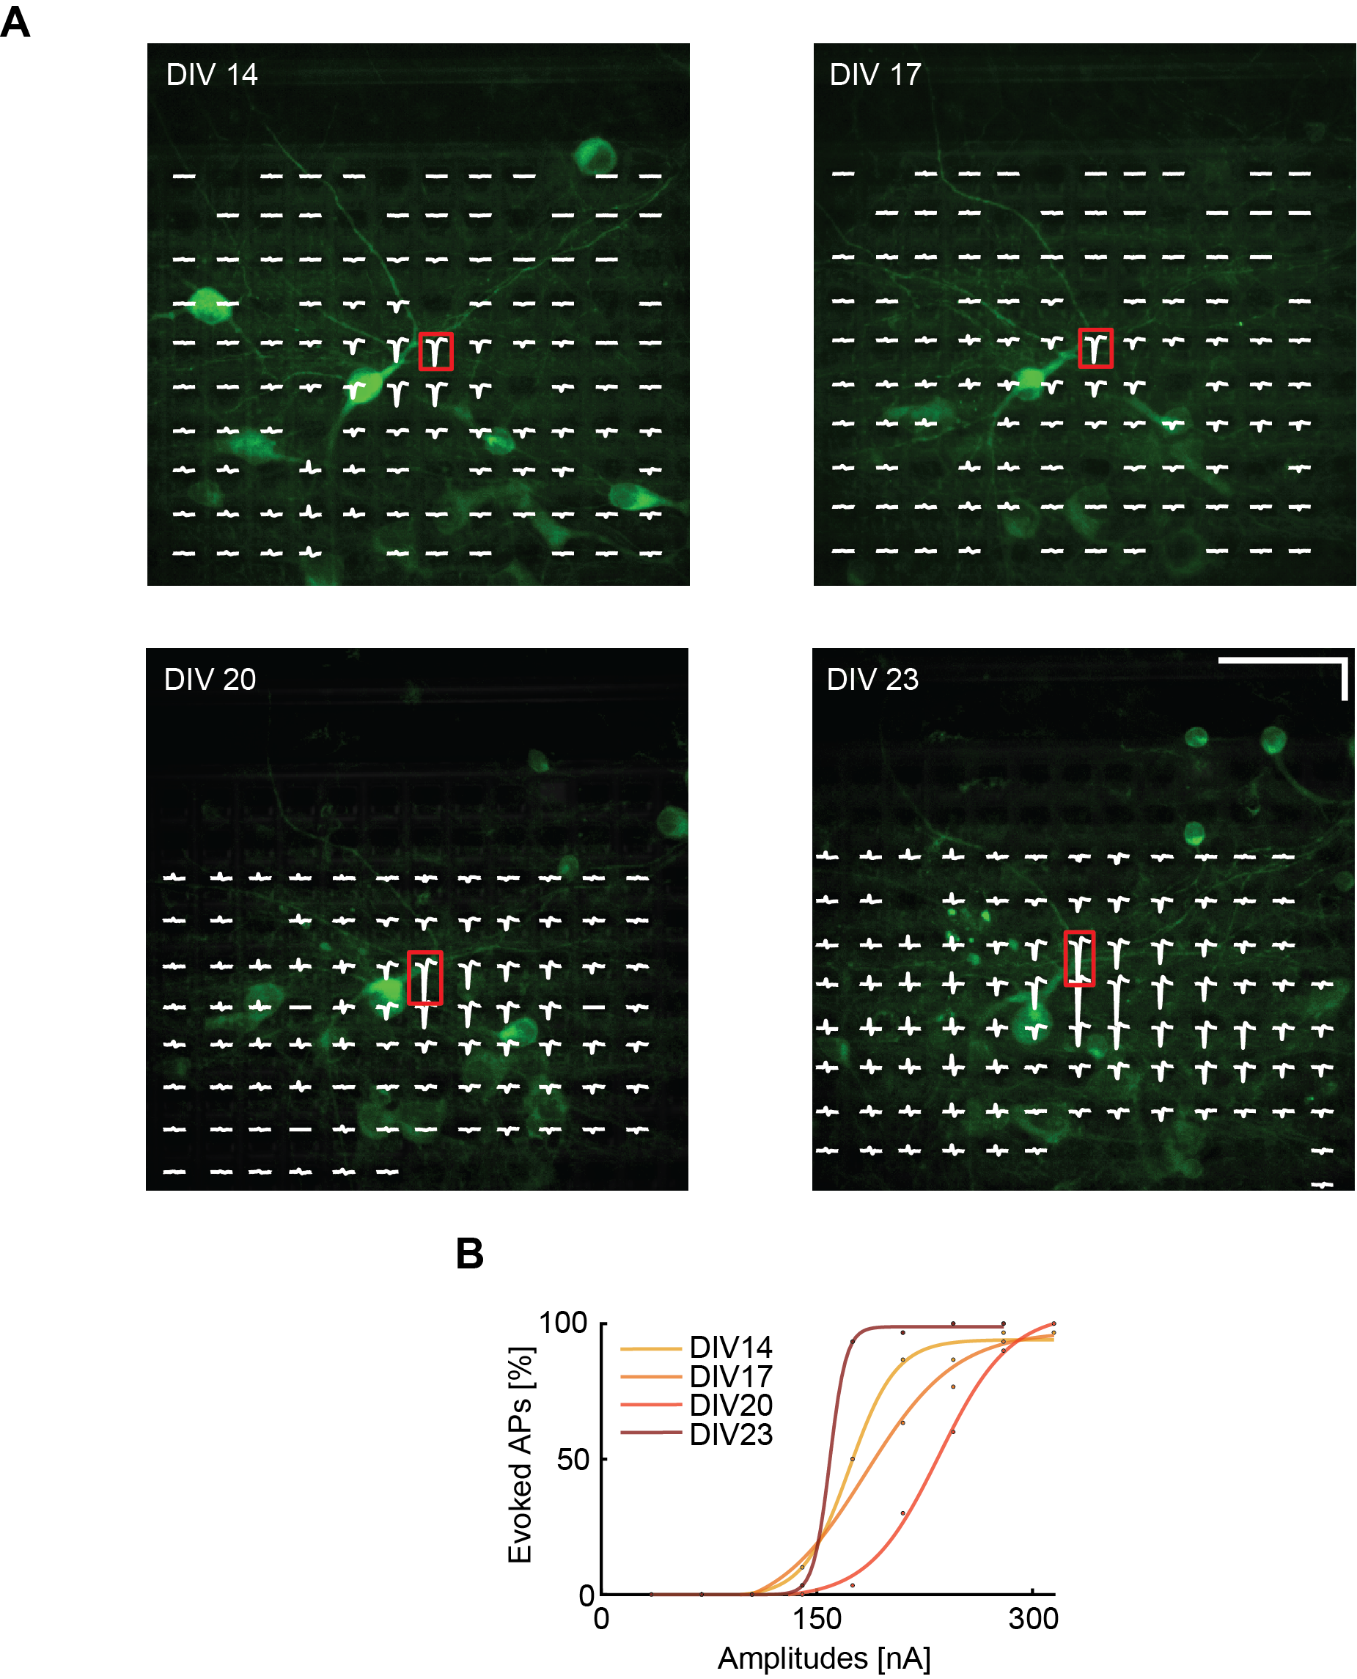 A
DIV 14
DIV 17
DIV 20
DIV 23
B
100
50
0
Evoked APs [%]
DIV14
DIV17
DIV20
DIV23
0 150 300
Amplitudes [nA]